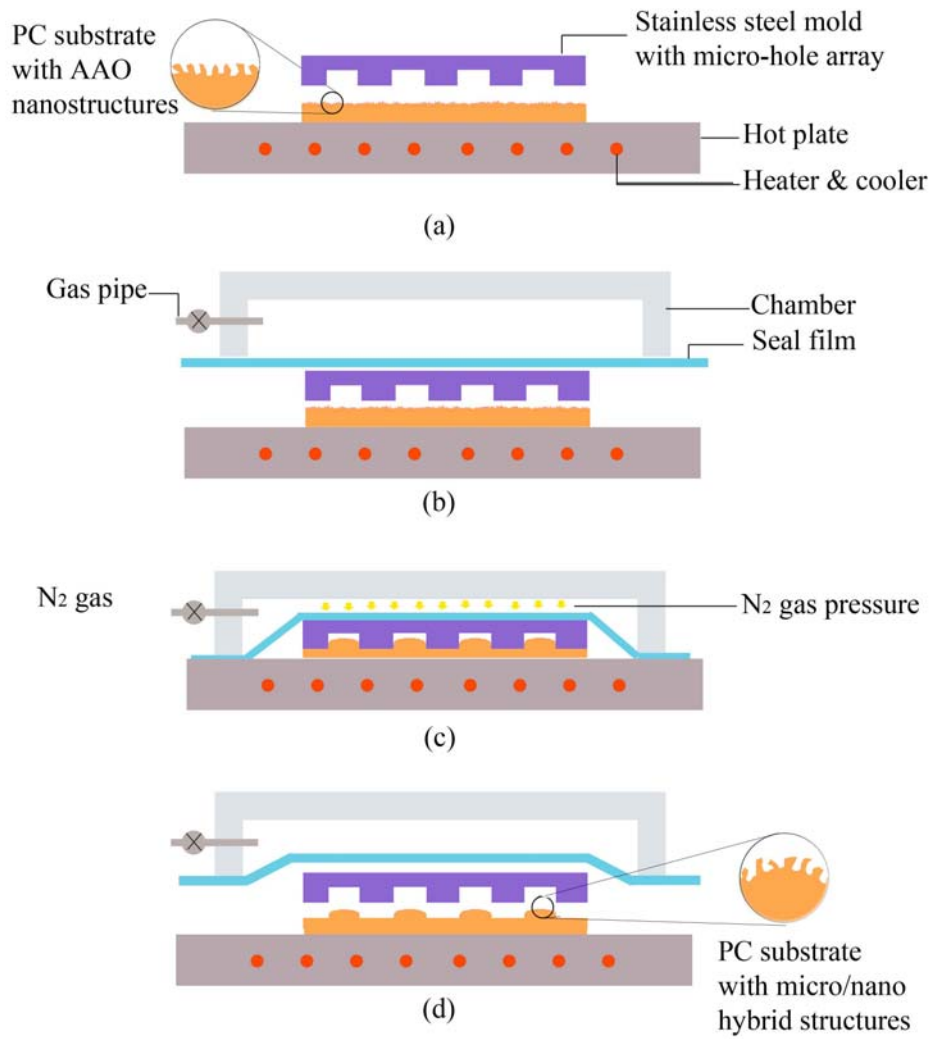 PC substrate
with AAO
nanostructures
Stainless steel mold
with micro-hole array
Hot plate
Heater & cooler
(a)
Gas pipe
Chamber
Seal film
(b)
N2 gas
N2 gas pressure
(c)
PC substrate
with micro/nano
hybrid structures
(d)